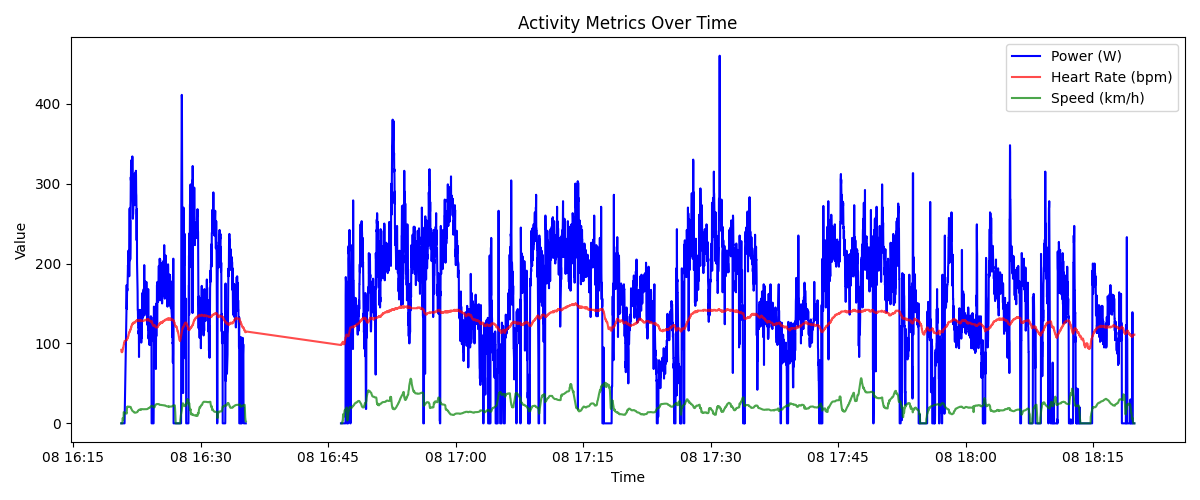 Activity Metrics Over Time
Power (W)
Heart Rate (bpm)
Speed (km/h)
Value
400
300
200
100
0
08 16:15 08 16:30 08 16:45 08 17:00 08 17:15 08 17:30 08 17:45 08 18:00 08 18:15
Time